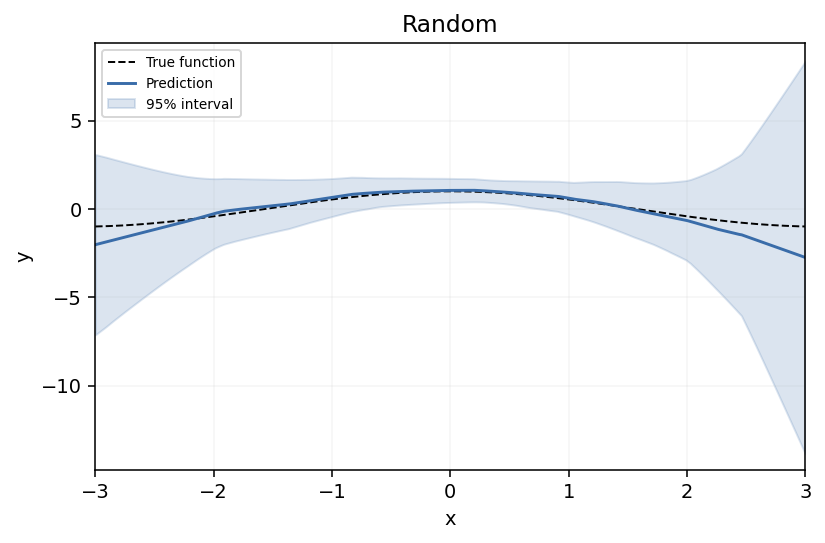 Random
True function
Prediction
95% interval
5
0
−5
−10
y
−3
−2
−1
0
1
2
3
x